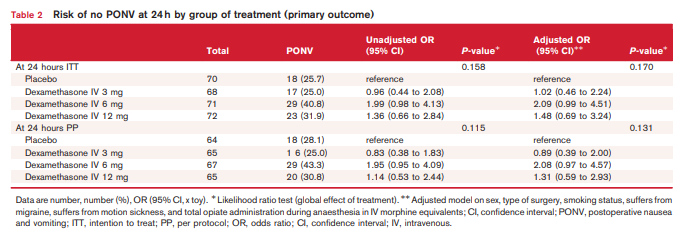 Table 2 Risk of no PONV at 24 h by group of treatment (primary outcome)
Total PONV Unadjusted OR (95% CI) P-value+ Adjusted OR (95% CI)** P-value+
At 24 hours ITT 0.158 0.170
Placebo 70 18 (25.7) reference reference
Dexamethasone IV 3 mg 68 17 (25.0) 0.96 (0.44 to 2.08) 1.02 (0.46 to 2.24)
Dexamethasone IV 6 mg 71 29 (40.8) 1.99 (0.98 to 4.13) 2.09 (0.99 to 4.51)
Dexamethasone IV 12 mg 72 23 (31.9) 1.36 (0.66 to 2.84) 1.48 (0.69 to 3.24)
At 24 hours PP 0.115 0.131
Placebo 64 18 (28.1) reference reference
Dexamethasone IV 3 mg 65 1 6 (25.0) 0.83 (0.38 to 1.83) 0.89 (0.39 to 2.00)
Dexamethasone IV 6 mg 67 29 (43.3) 1.95 (0.95 to 4.09) 2.08 (0.97 to 4.57)
Dexamethasone IV 12 mg 65 20 (30.8) 1.14 (0.53 to 2.44) 1.31 (0.59 to 2.93)
Data are number, number (%), OR (95% CI, x toy). + Likelihood ratio test (global effect of treatment). ** Adjusted model on sex, type of surgery, smoking status, suffers from
migraine, suffers from motion sickness, and total opiate administration during anaesthesia in IV morphine equivalents; CI, confidence interval; PONV, postoperative nausea
and vomiting; ITT, intention to treat; PP, per protocol; OR, odds ratio; CI, confidence interval; IV, intravenous.